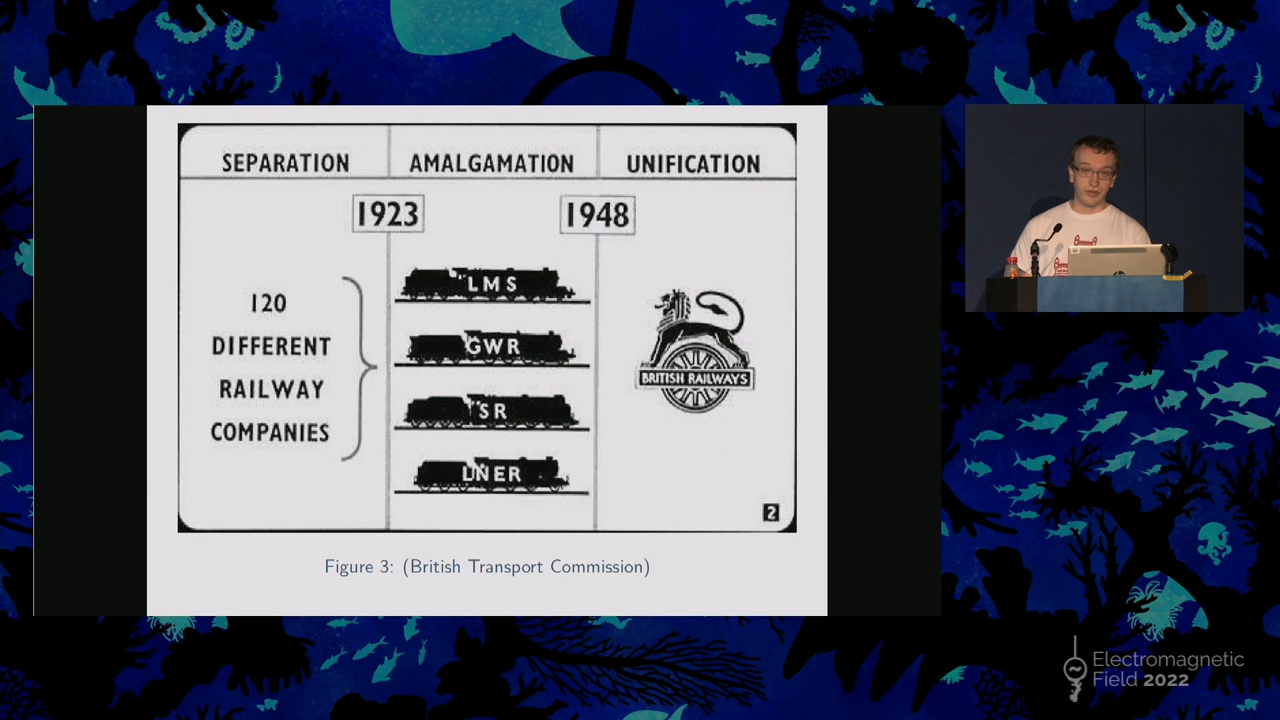 SEPARATION
AMALGAMATION
UNIFICATION
1923
1948
120
DIFFERENT
RAILWAY
COMPANIES
LMS
GWR
SR
LNER
BRITISH RAILWAYS
2
Figure 3: (British Transport Commission)
Electromagnetic
Field 2022